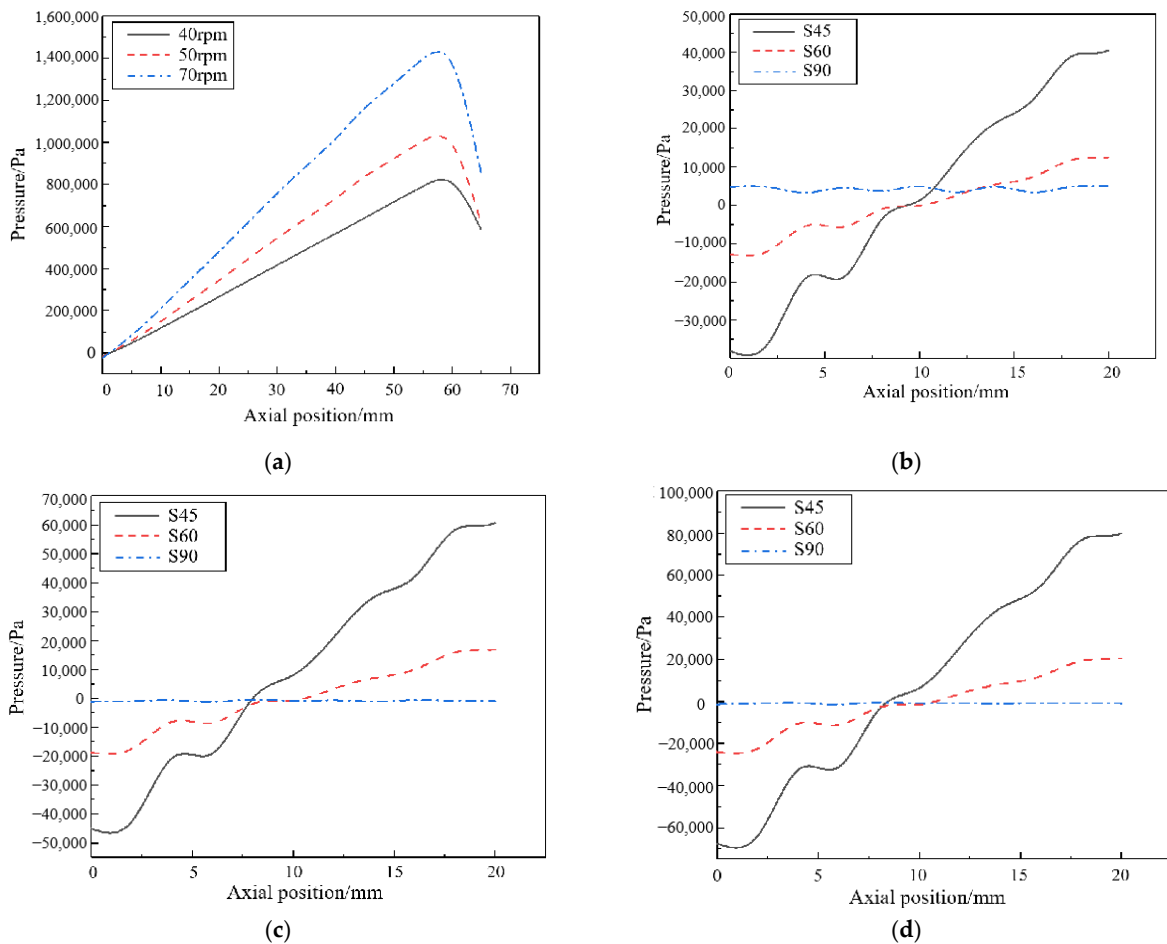 1,600,000
1,400,000
1,200,000
1,000,000
800,000
600,000
400,000
200,000
0
Pressure/Pa
40rpm
50rpm
70rpm
0 10 20 30 40 50 60 70
Axial position/mm
(a)
50,000
40,000
30,000
20,000
10,000
0
−10,000
−20,000
−30,000
Pressure/Pa
S45
S60
S90
0 5 10 15 20
Axial position/mm
(b)
70,000
60,000
50,000
40,000
30,000
20,000
10,000
0
−10,000
−20,000
−30,000
−40,000
−50,000
Pressure/Pa
S45
S60
S90
0 5 10 15 20
Axial position/mm
(c)
100,000
80,000
60,000
40,000
20,000
0
−20,000
−40,000
−60,000
Pressure/Pa
S45
S60
S90
0 5 10 15 20
Axial position/mm
(d)